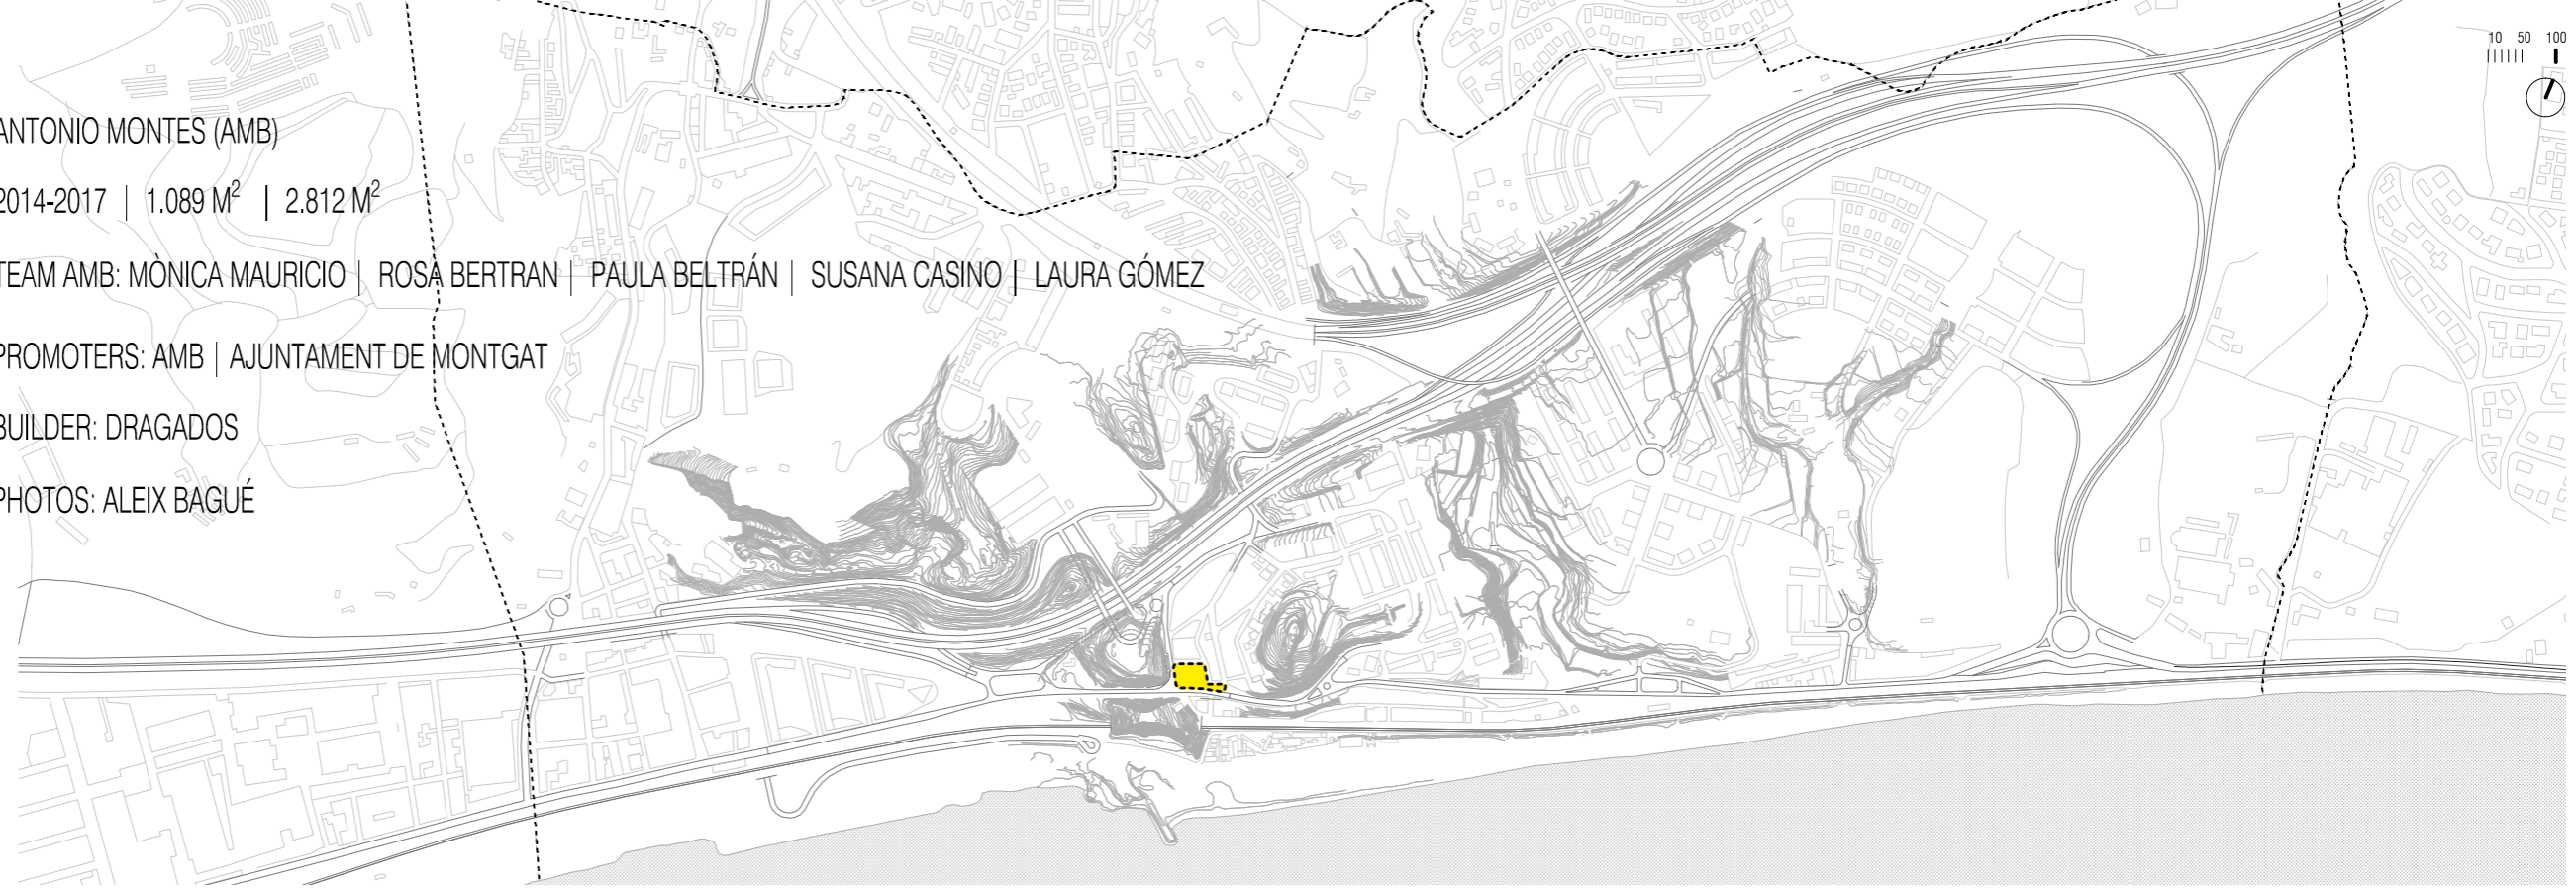 10 50 100
ANTONIO MONTES (AMB)
2014-2017 | 1.089 M² | 2.812 M²
TEAM AMB: MÒNICA MAURICIO | ROSA BERTRAN | PAULA BELTRÁN | SUSANA CASINO | LAURA GÓMEZ
PROMOTERS: AMB | AJUNTAMENT DE MONTGAT
BUILDER: DRAGADOS
PHOTOS: ALEIX BAGUÉ